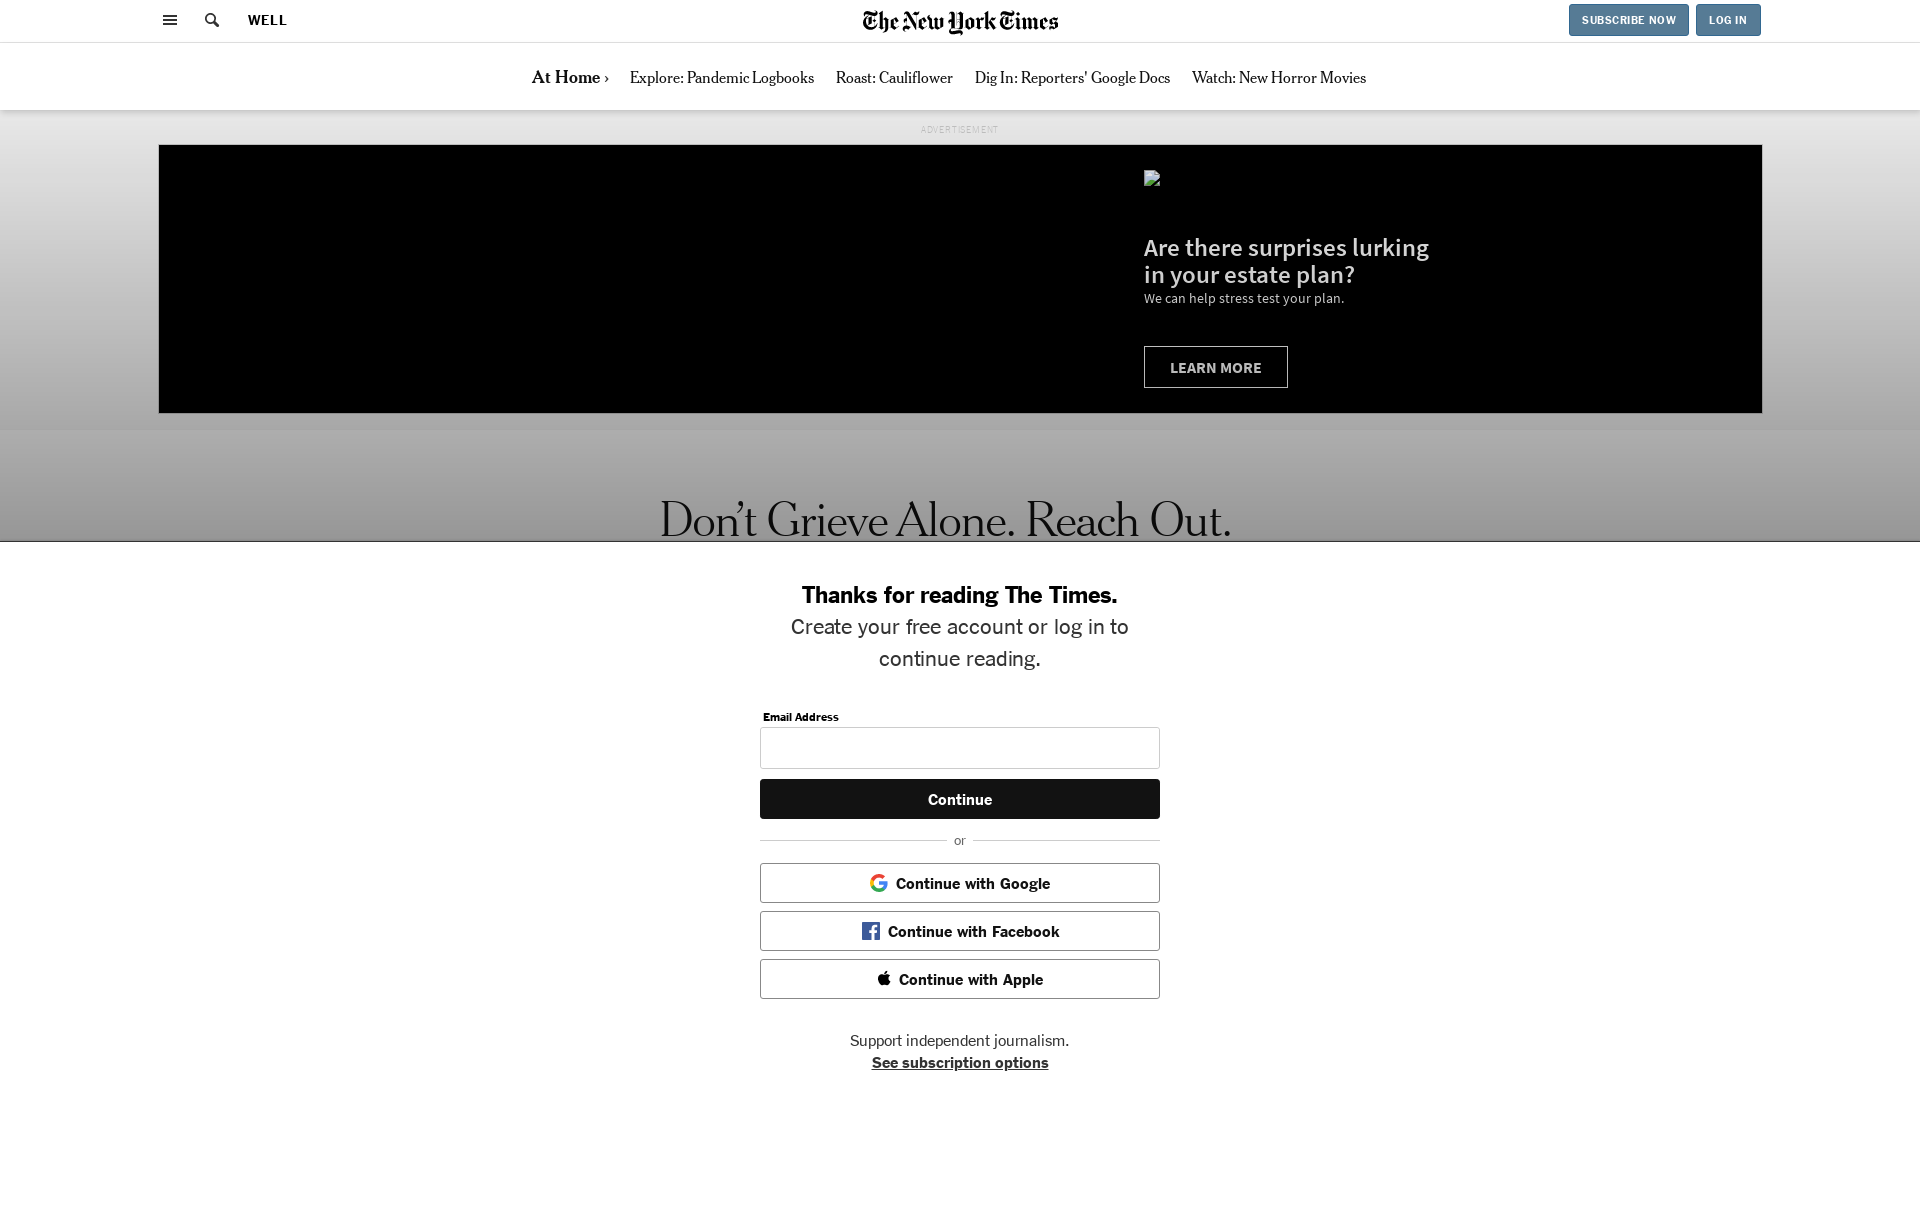 WELL
The New York Times
SUBSCRIBE NOW
LOG IN
At Home › Explore: Pandemic Logbooks Roast: Cauliflower Dig In: Reporters' Google Docs Watch: New Horror Movies
ADVERTISEMENT
Are there surprises lurking
in your estate plan?
We can help stress test your plan.
LEARN MORE
Don’t Grieve Alone. Reach Out.
Thanks for reading The Times.
Create your free account or log in to
continue reading.
Email Address
Continue
or
Continue with Google
Continue with Facebook
Continue with Apple
Support independent journalism.
See subscription options